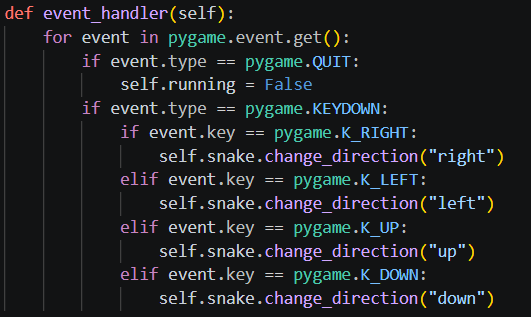 def event_handler(self):
    for event in pygame.event.get():
        if event.type == pygame.QUIT:
            self.running = False
        if event.type == pygame.KEYDOWN:
            if event.key == pygame.K_RIGHT:
                self.snake.change_direction("right")
            elif event.key == pygame.K_LEFT:
                self.snake.change_direction("left")
            elif event.key == pygame.K_UP:
                self.snake.change_direction("up")
            elif event.key == pygame.K_DOWN:
                self.snake.change_direction("down")